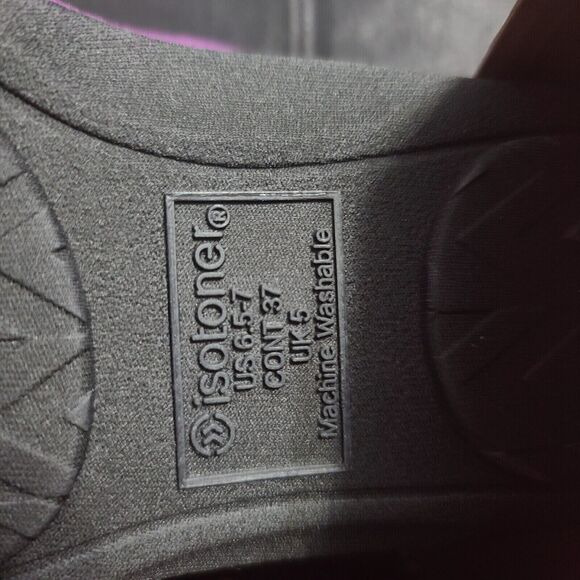 isotoner®
US 6.5-7
CONT 37
UK 5
Machine Washable